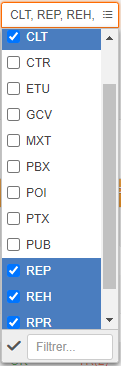 CLT, REP, REH,
CLT
CTR
ETU
GCV
MXT
PBX
POI
PTX
PUB
REP
REH
RPR
Filtrer...